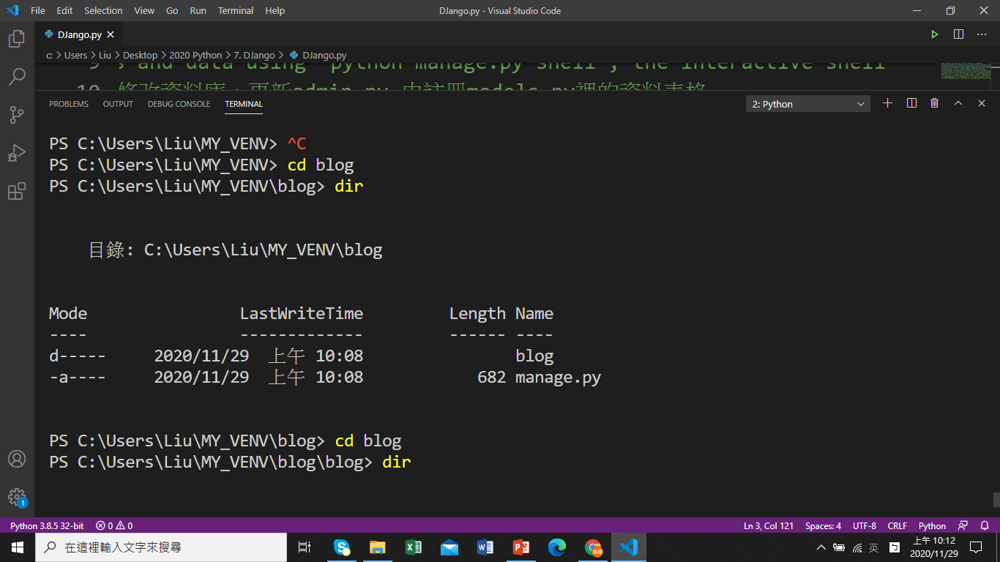 File Edit Selection View Go Run Terminal Help DJango.py - Visual Studio Code
DJango.py
c: > Users > Liu > Desktop > 2020 Python > 7. DJango > DJango.py
9 s and data using "python manage.py shell", the interactive shell
10 修改資料庫，更新admin.py 中註冊models.py裡的資料表格
PROBLEMS OUTPUT DEBUG CONSOLE TERMINAL 2: Python
PS C:\Users\Liu\MY_VENV> ^C
PS C:\Users\Liu\MY_VENV> cd blog
PS C:\Users\Liu\MY_VENV\blog> dir
目錄: C:\Users\Liu\MY_VENV\blog
Mode LastWriteTime Length Name
---- ------------- ------ ----
d----- 2020/11/29 上午 10:08 blog
-a---- 2020/11/29 上午 10:08 682 manage.py
PS C:\Users\Liu\MY_VENV\blog> cd blog
PS C:\Users\Liu\MY_VENV\blog\blog> dir
1
Python 3.8.5 32-bit 0 0 Ln 3, Col 121 Spaces: 4 UTF-8 CRLF Python
在這裡輸入文字來搜尋 英 上午 10:12
2020/11/29